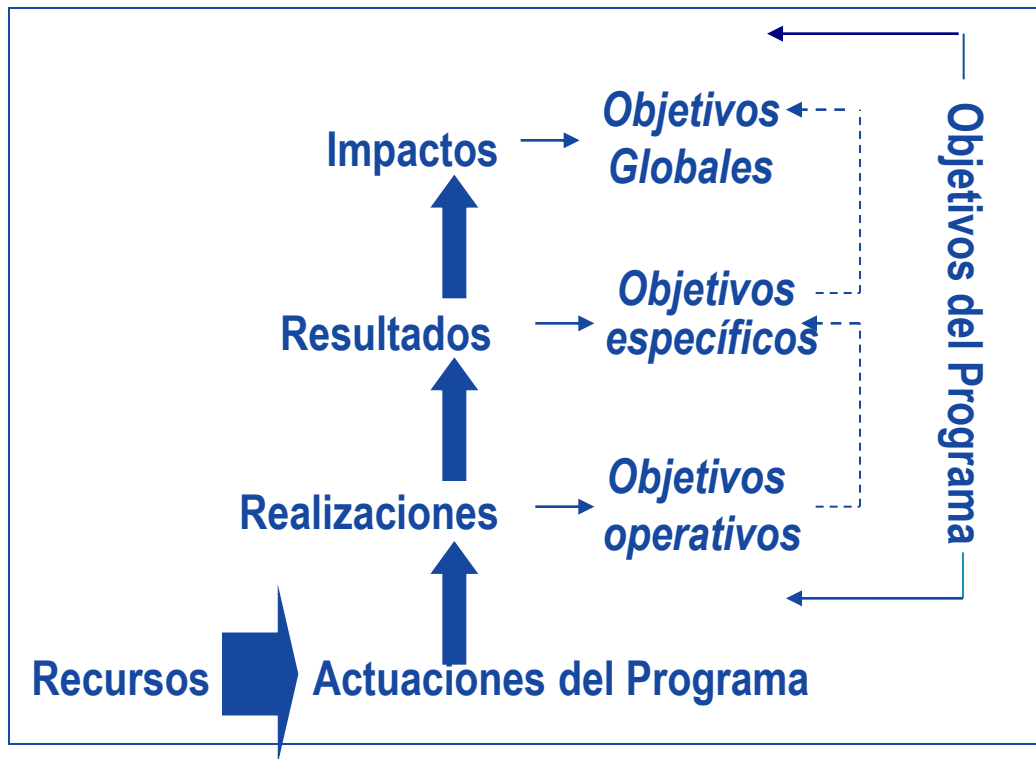 Objetivos
Globales
Impactos
Objetivos
específicos
Resultados
Objetivos
operativos
Realizaciones
Recursos
Actuaciones del Programa
Objetivos del Programa